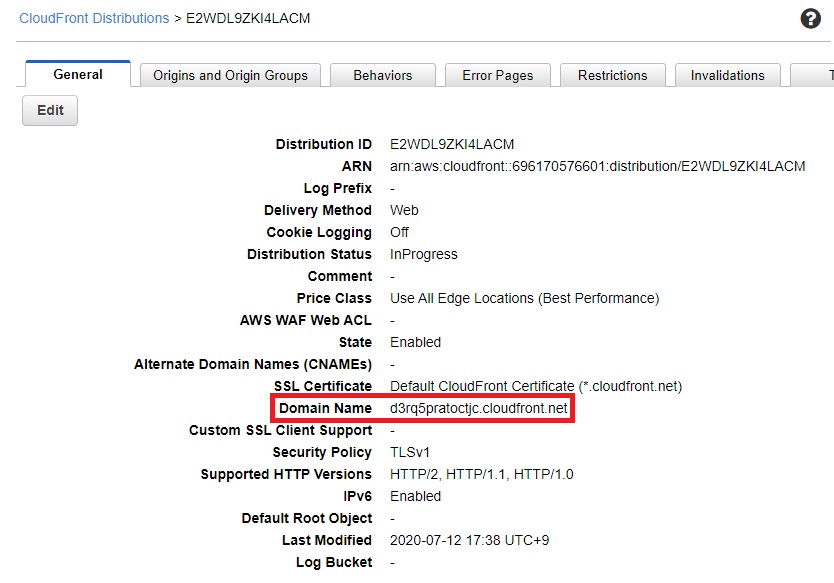 CloudFront Distributions > E2WDL9ZKI4LACM
General Origins and Origin Groups Behaviors Error Pages Restrictions Invalidations T
Edit
Distribution ID E2WDL9ZKI4LACM
ARN arn:aws:cloudfront::696170576601:distribution/E2WDL9ZKI4LACM
Log Prefix -
Delivery Method Web
Cookie Logging Off
Distribution Status InProgress
Comment -
Price Class Use All Edge Locations (Best Performance)
AWS WAF Web ACL -
State Enabled
Alternate Domain Names (CNAMEs) -
SSL Certificate Default CloudFront Certificate (*.cloudfront.net)
Domain Name d3rq5pratoctjc.cloudfront.net
Custom SSL Client Support -
Security Policy TLSv1
Supported HTTP Versions HTTP/2, HTTP/1.1, HTTP/1.0
IPv6 Enabled
Default Root Object -
Last Modified 2020-07-12 17:38 UTC+9
Log Bucket -